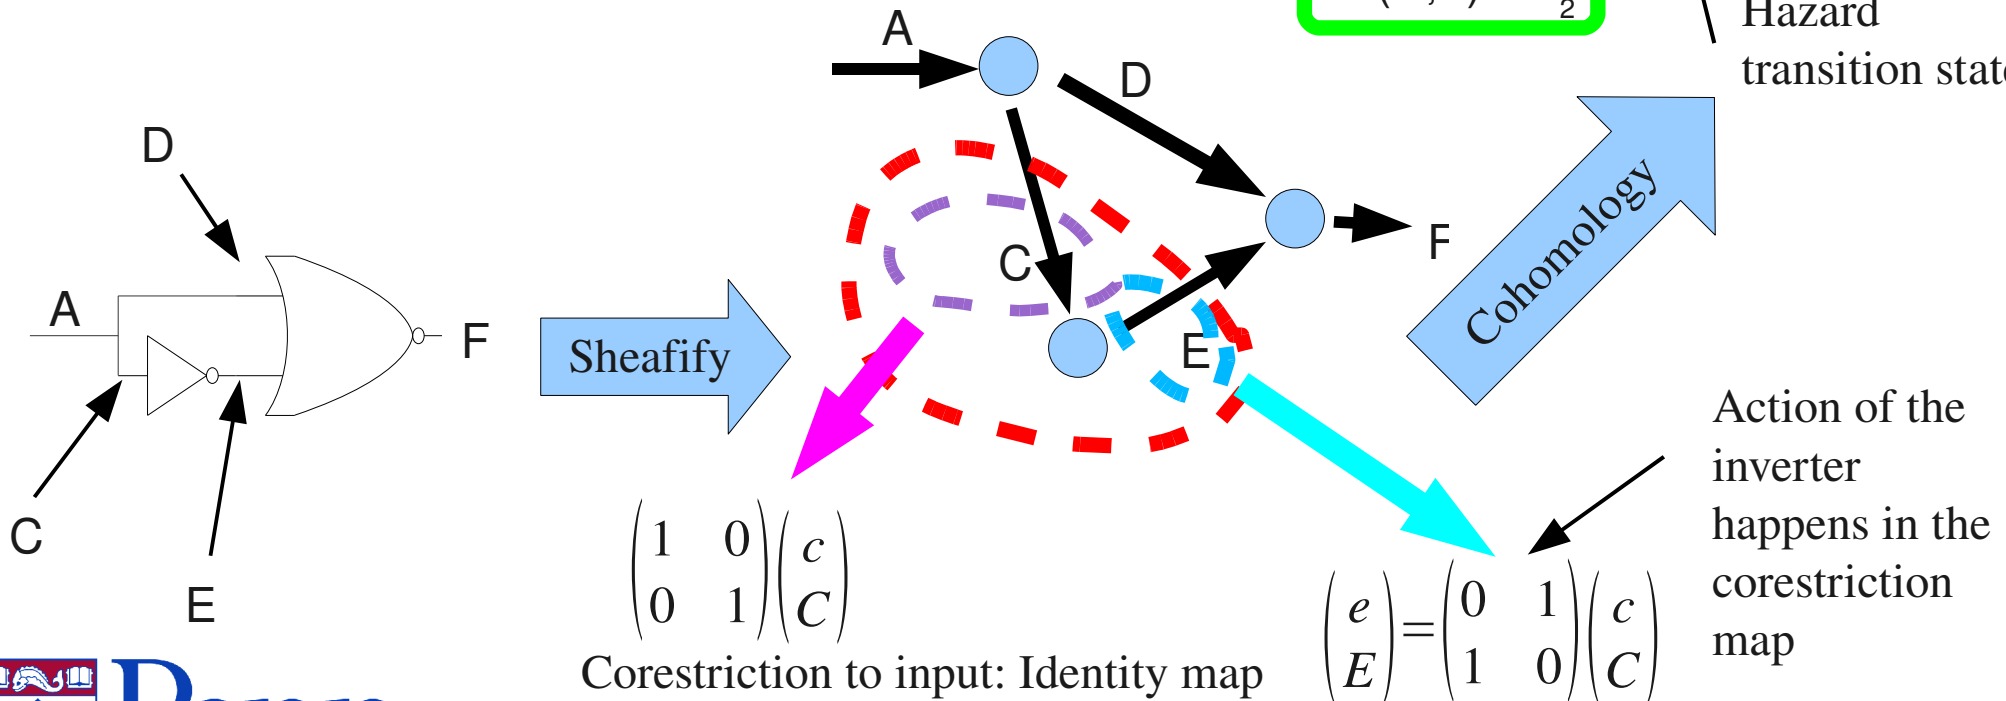 A
D
Hazard
transition
D
A
F
C
E
Sheafify
C
E
F
Cohomology
2
Action of the
inverter
happens in the
corestriction
map
1 0 c
0 1 C
Corestriction to input: Identity map
e = 0 1 c
E 1 0 C